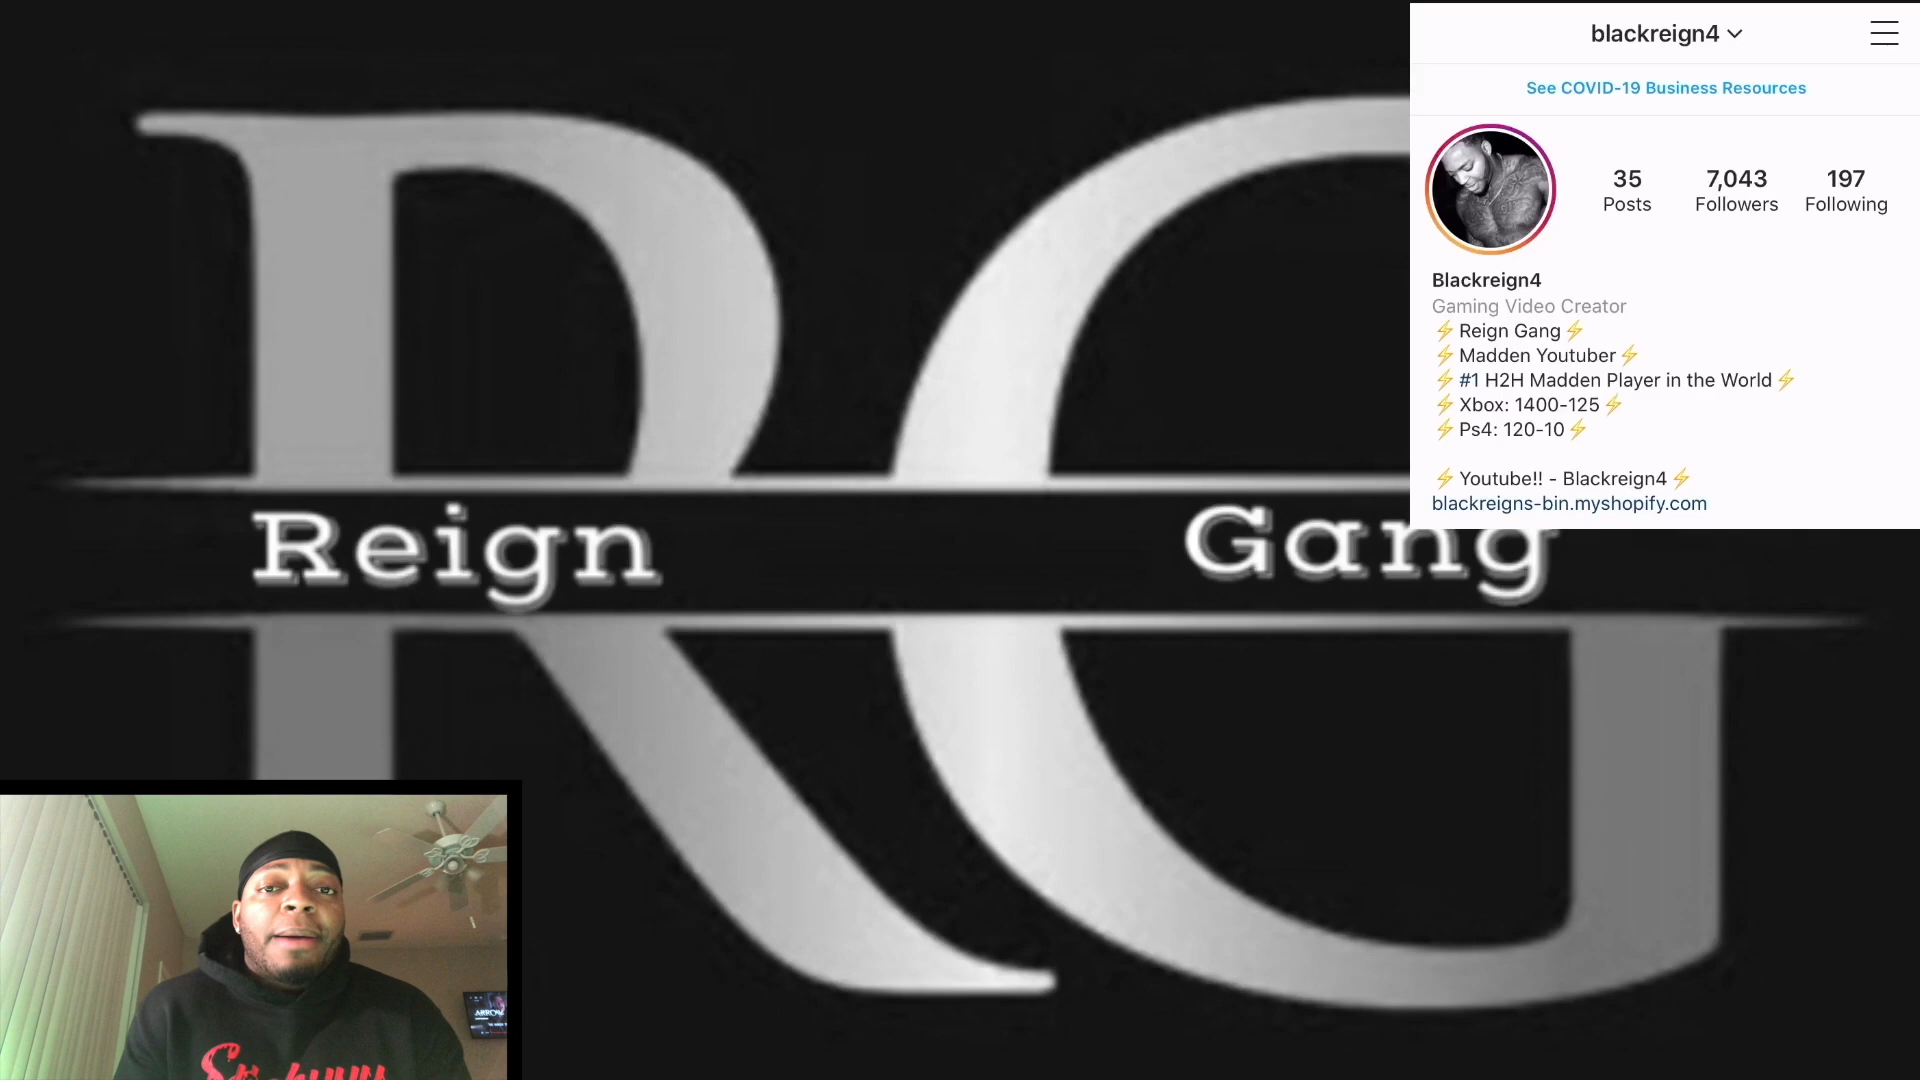 blackreign4
See COVID-19 Business Resources
35 7,043 197
Posts Followers Following
Blackreign4
Gaming Video Creator
⚡Reign Gang⚡
⚡Madden Youtuber⚡
⚡#1 H2H Madden Player in the World⚡
⚡Xbox: 1400-125⚡
⚡Ps4: 120-10⚡
⚡Youtube!! - Blackreign4⚡
blackreigns-bin.myshopify.com
RG
Reign Gang
ARROW